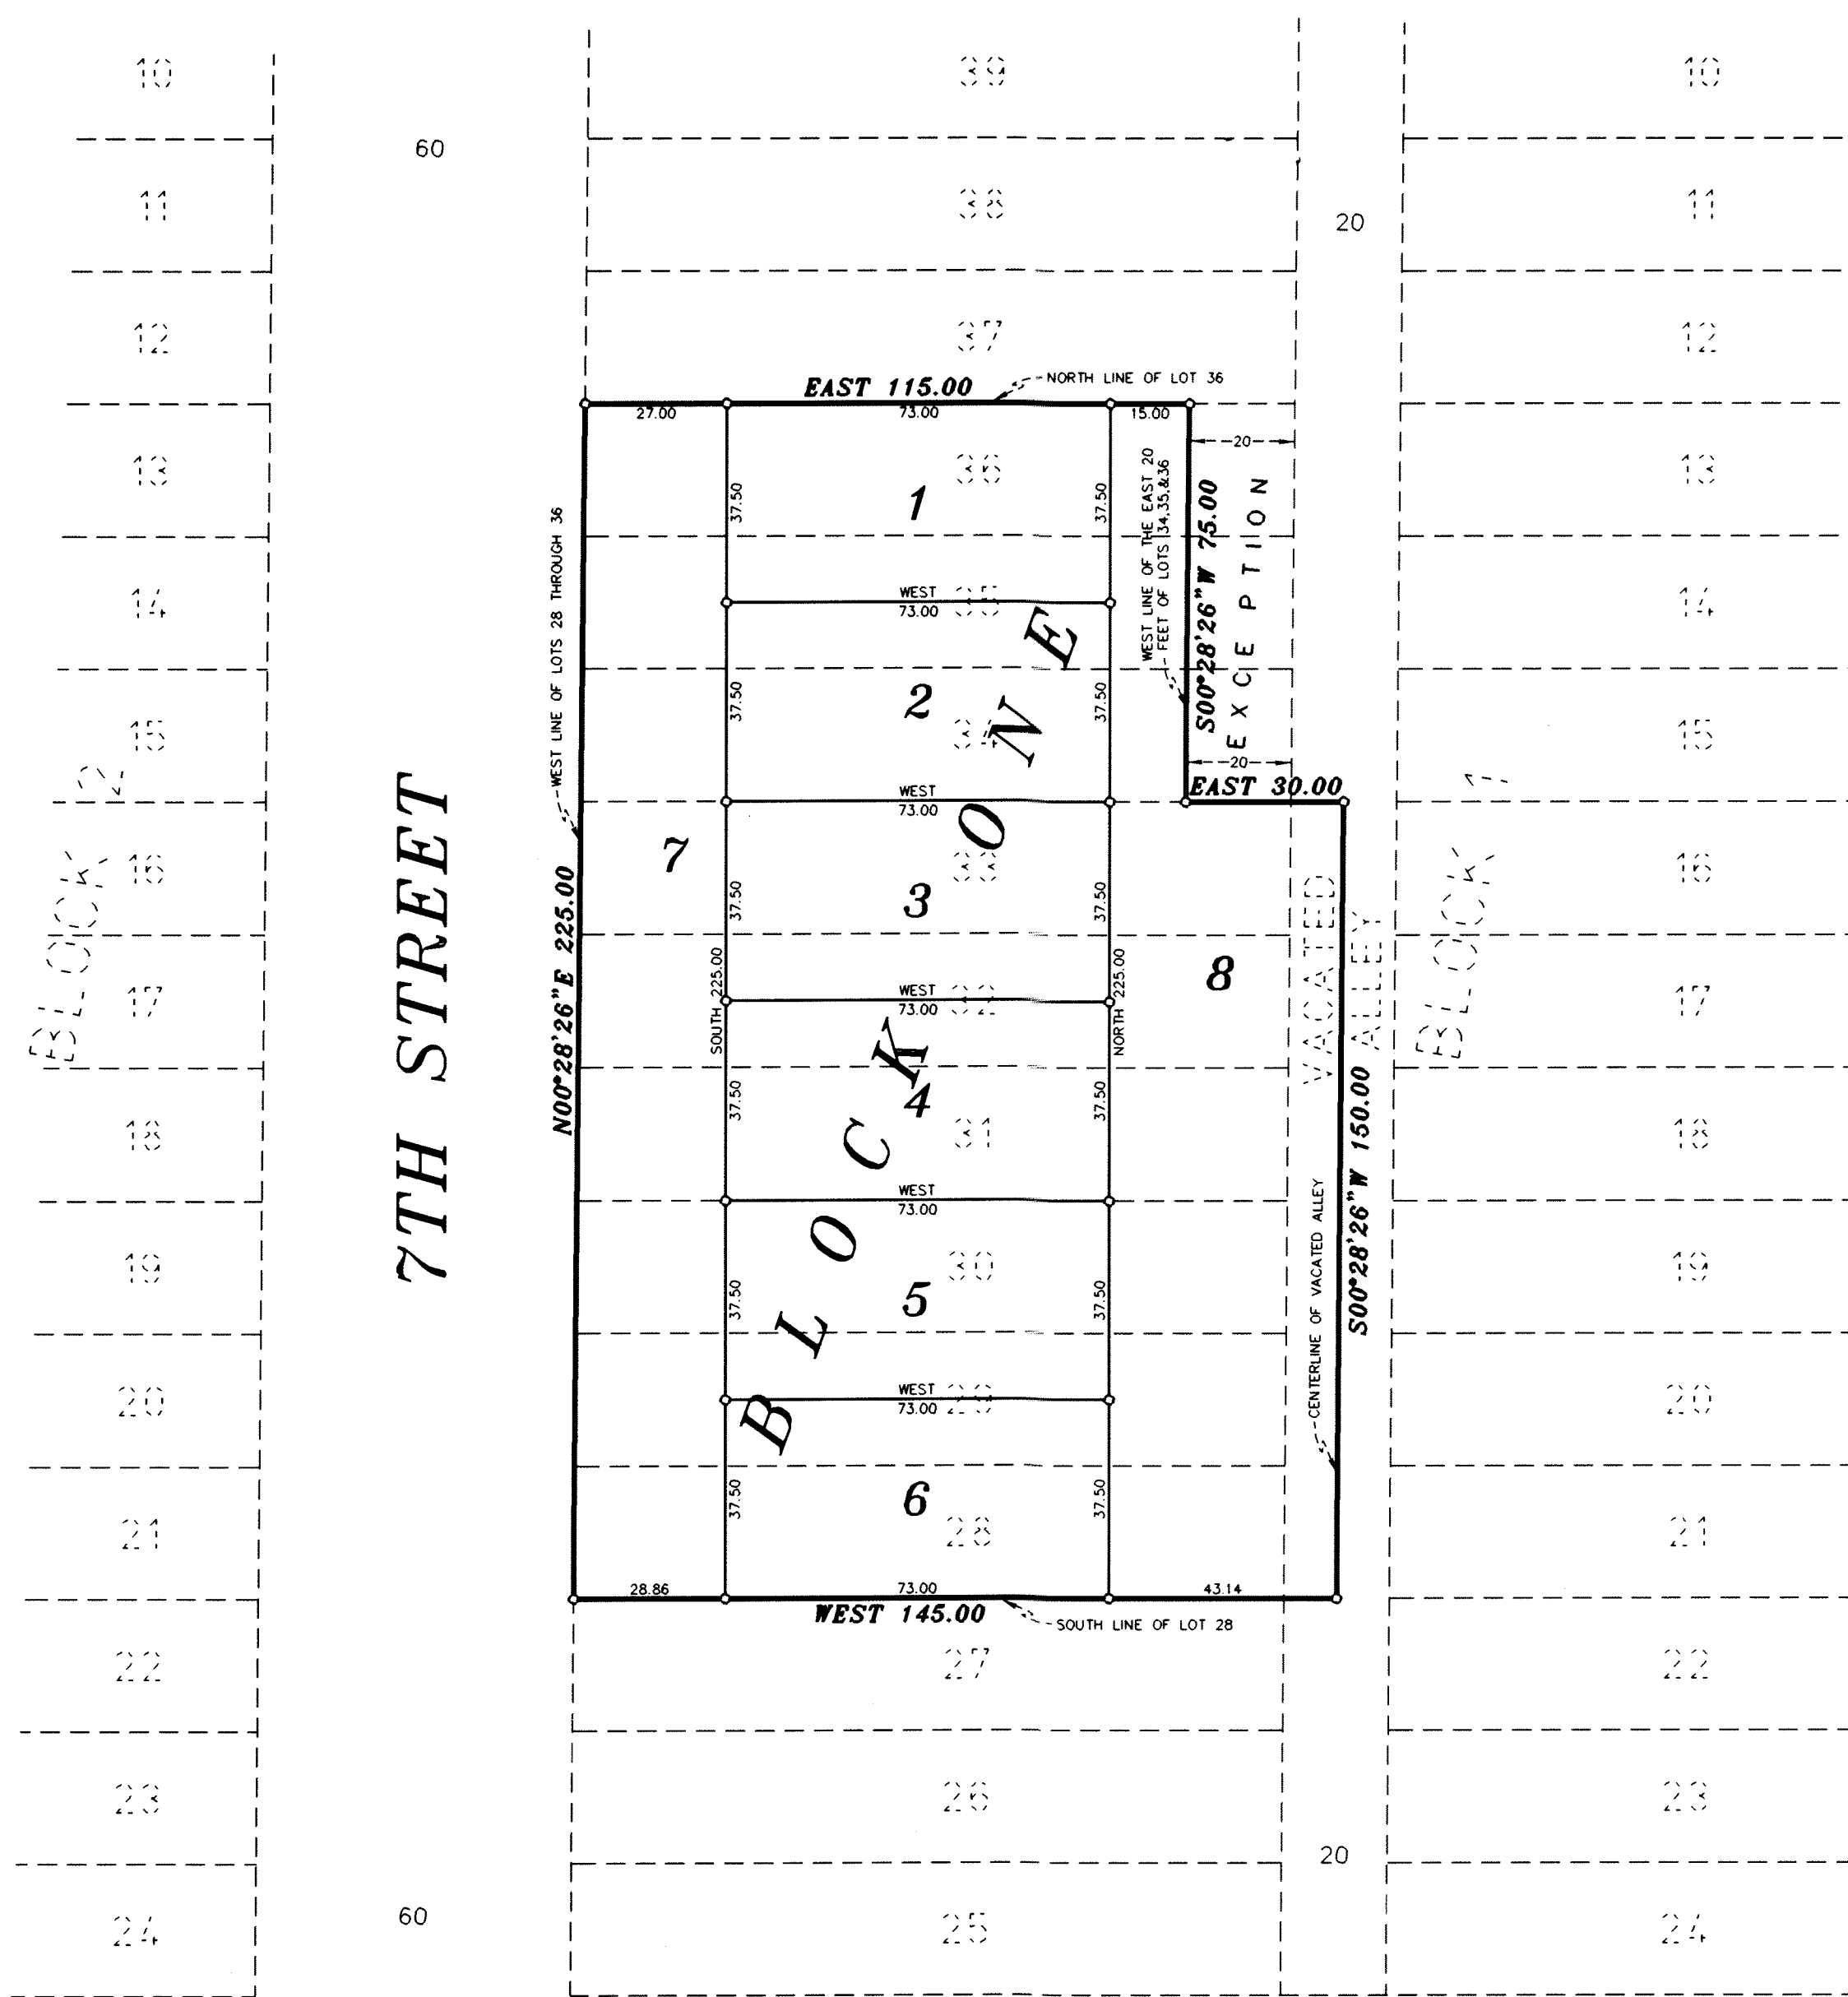 10 39 10
60
11 38 20 11
12 37 12
EAST 115.00
NORTH LINE OF LOT 36
27.00 73.00 15.00
20
13 36 13
37.50 1 37.50
WEST LINE OF THE EAST 20
FEET OF LOTS 34,35,&36
S00°28'26"W 75.00
EXCEPTION
WEST LINE OF LOTS 28 THROUGH 36
WEST
73.00
14 35 14
37.50 2 37.50
15 34 15
20
EAST 30.00
WEST
73.00
7TH STREET
7
16 33 16
37.50 3 37.50
BLOCK 2
BLOCK ONE
BLOCK 1
N00°28'26"E 225.00
SOUTH 225.00
NORTH 225.00
8
VACATED
ALLEY
WEST
73.00
17 32 17
37.50 4 37.50
18 31 18
S00°28'26"W 150.00
CENTERLINE OF VACATED ALLEY
WEST
73.00
19 30 19
37.50 5 37.50
WEST
73.00
20 29 20
37.50 6 37.50
21 28 21
28.86 73.00 43.14
WEST 145.00
SOUTH LINE OF LOT 28
22 27 22
23 26 23
20
60
24 25 24